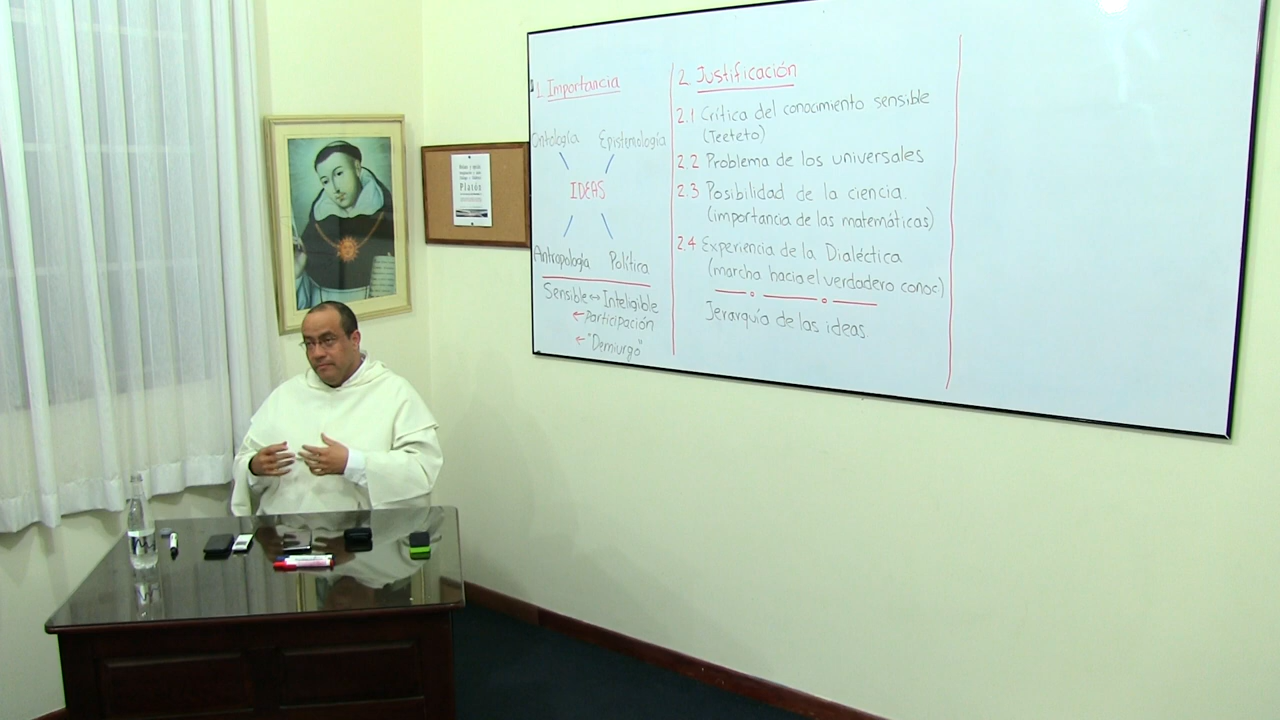 Platón
1. Importancia
Ontología Epistemología
IDEAS
Antropología Política
Sensible ↔ Inteligible
← Participación
← "Demiurgo"
2. Justificación
2.1 Crítica del conocimiento sensible
(Teeteto)
2.2 Problema de los universales
2.3 Posibilidad de la ciencia.
(importancia de las matemáticas)
2.4 Experiencia de la Dialéctica
(marcha hacia el verdadero conoc)
Jerarquía de las ideas